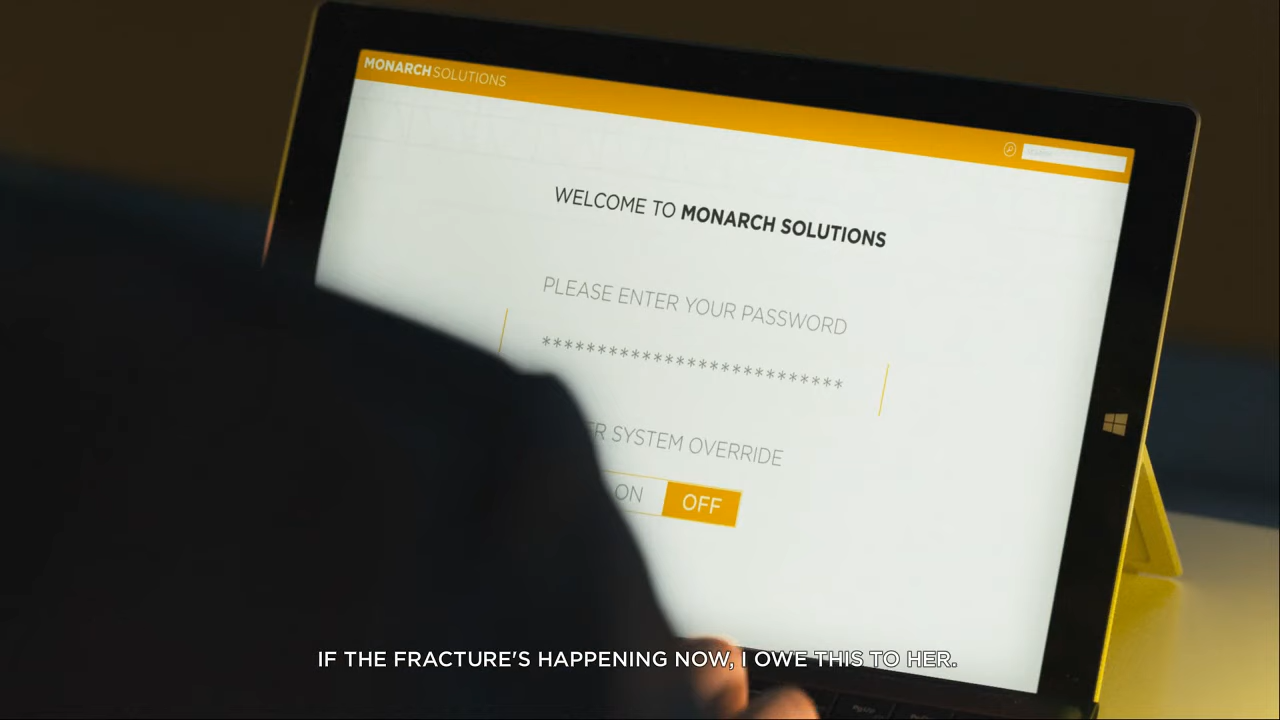 MONARCH SOLUTIONS
WELCOME TO MONARCH SOLUTIONS
PLEASE ENTER YOUR PASSWORD
**********************************
SYSTEM OVERRIDE
ON OFF
IF THE FRACTURE'S HAPPENING NOW, I OWE THIS TO HER.